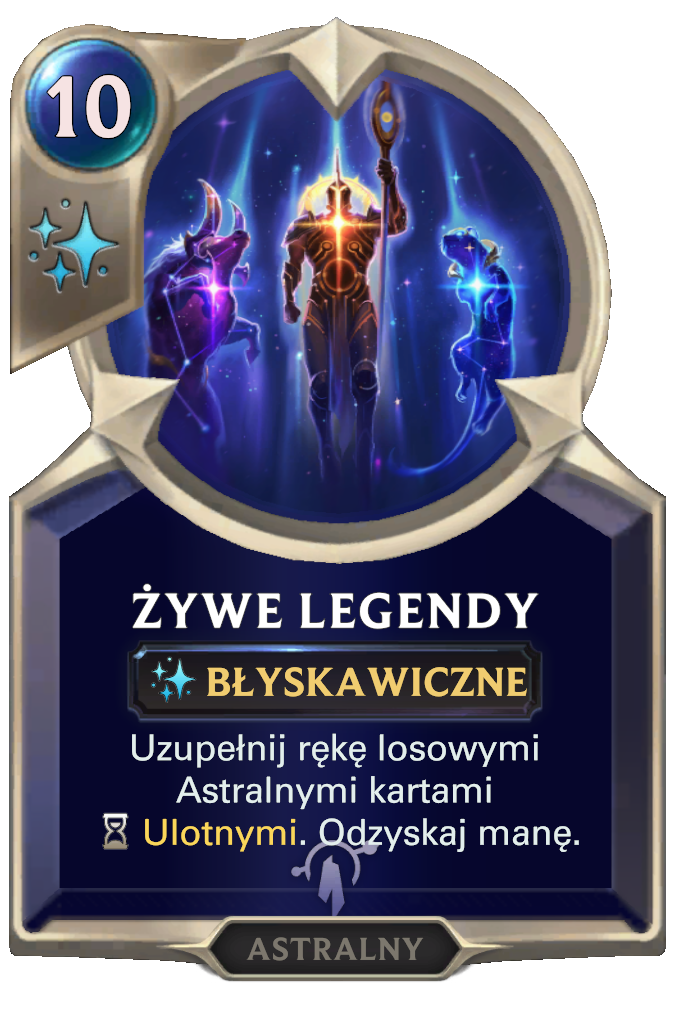 10
ŻYWE LEGENDY
BŁYSKAWICZNE
Uzupełnij rękę losowymi
Astralnymi kartami
Ulotnymi. Odzyskaj manę.
ASTRALNY